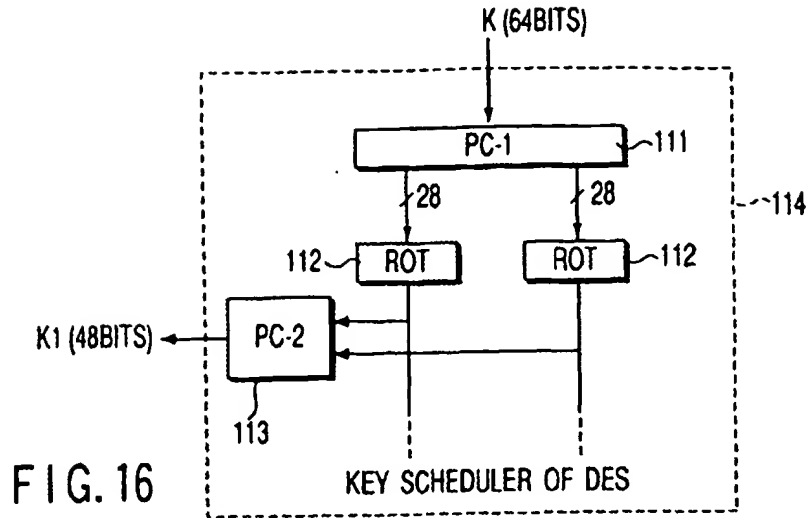 K (64BITS)
PC-1
111
28
28
114
112
ROT
ROT
112
K1 (48BITS)
PC-2
113
FIG. 16
KEY SCHEDULER OF DES